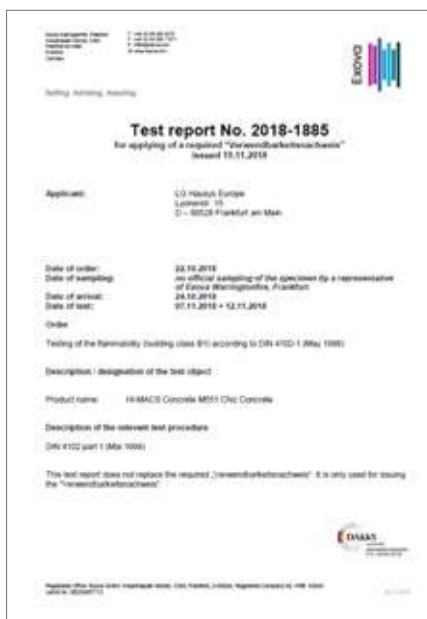 Exova
Testing. Advising. Assuring.
Test report No. 2018-1885
for applying of a required "Verwendbarkeitsnachweis"
issued 15.11.2018
Applicant:
LG Hausys Europe
Lyoner Str. 15
D – 60528 Frankfurt am Main
Date of order: 22.10.2018
Date of sampling: no official sampling of the specimen by a representative
of Exova Warringtonfire, Frankfurt
Date of arrival: 24.10.2018
Date of test: 07.11.2018 + 12.11.2018
Order
Testing of the flammability (building class B1) according to DIN 4102-1 (May 1998)
Description / designation of the test object
Product name: HI-MACS Concrete M551 Chic Concrete
Description of the relevant test procedure
DIN 4102 part 1 (Mai 1998)
This test report does not replace the required „Verwendbarkeitsnachweis". It is only used for issuing
the "Verwendbarkeitsnachweis"
DAkkS